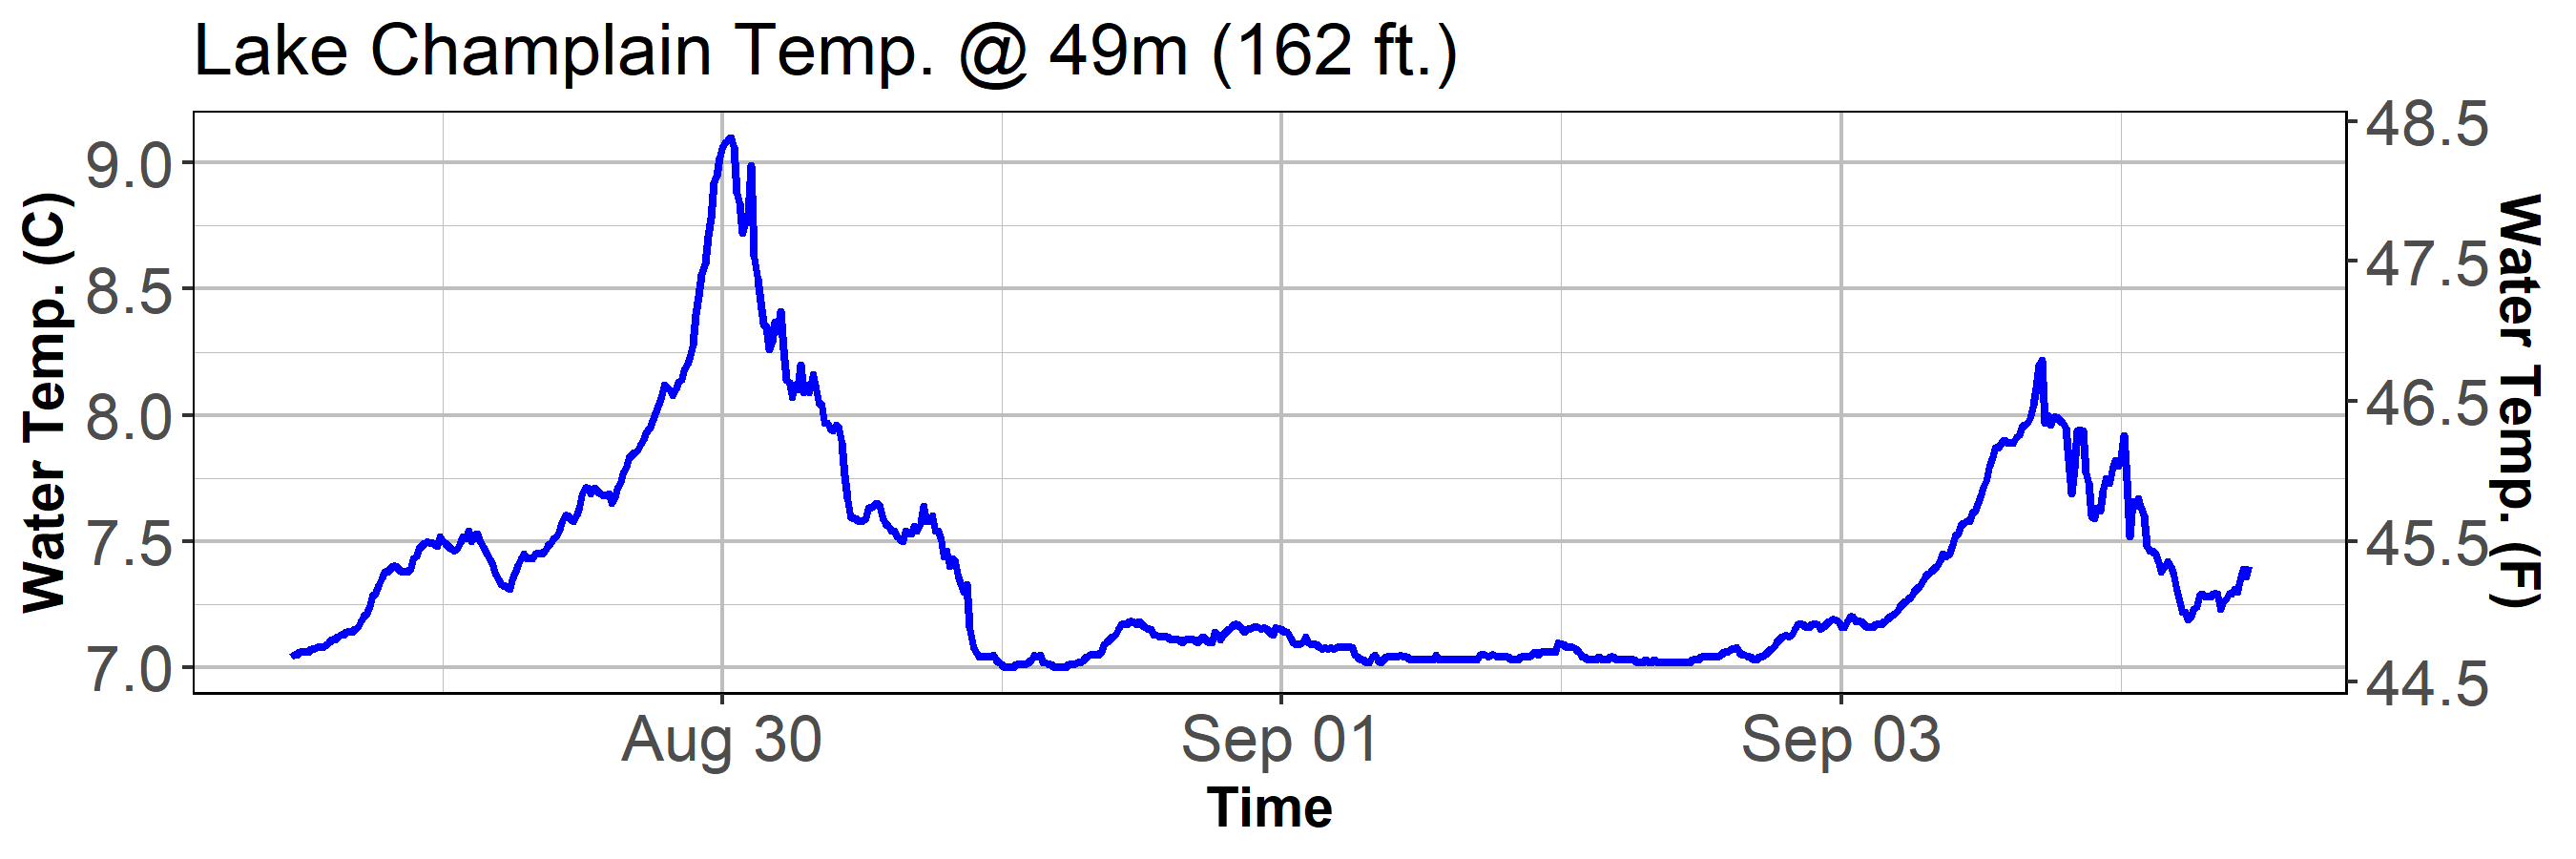 Lake Champlain Temp. @ 49m (162 ft.)
Water Temp. (C)
9.0
8.5
8.0
7.5
7.0
48.5
47.5
46.5
45.5
44.5
Water Temp. (F)
Aug 30
Sep 01
Sep 03
Time